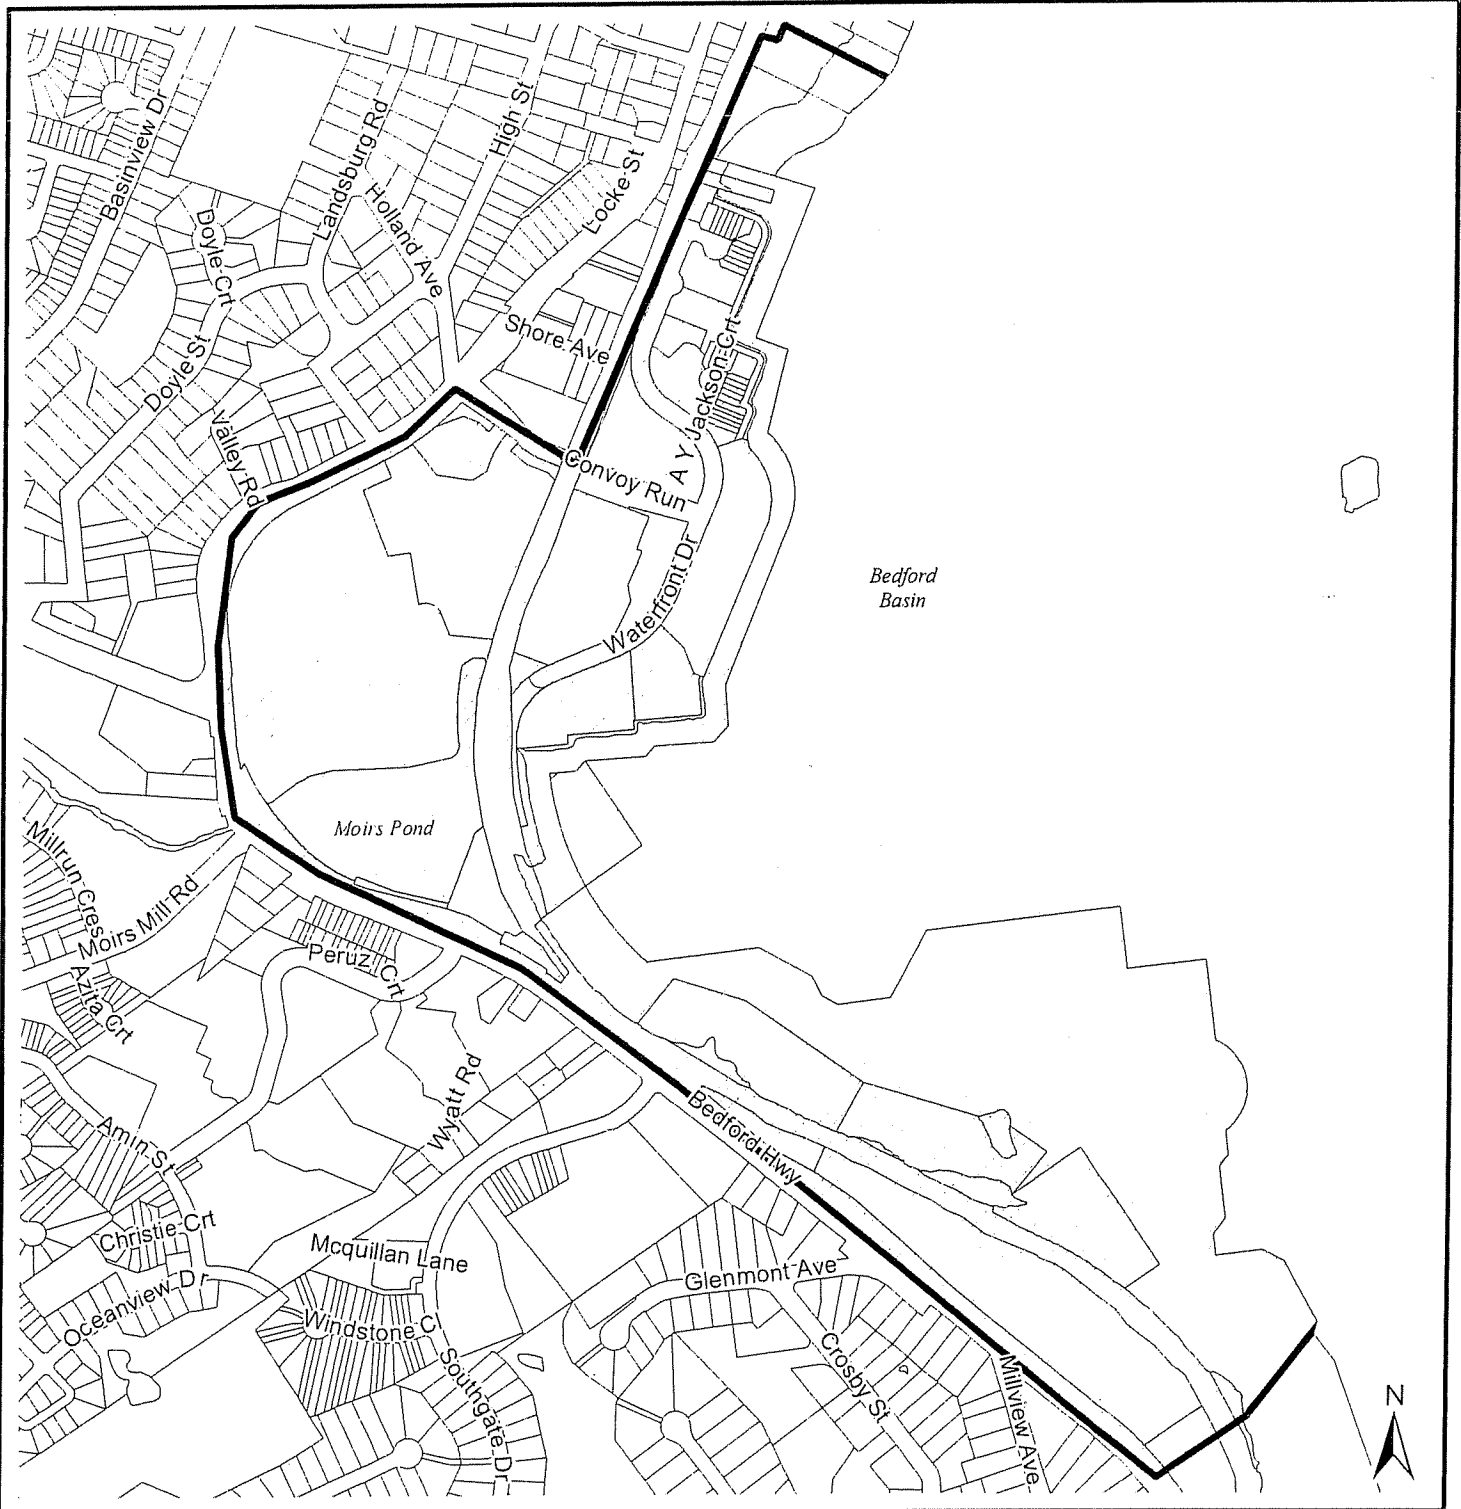 Basinview Dr
Landsburg Rd
High St
Holland Ave
Locke St
Doyle Crt
Shore Ave
Doyle St
Valley Rd
A Y Jackson Crt
Convoy Run
Waterfront Dr
Bedford
Basin
Moirs Pond
Millrun Cres
Moirs Mill Rd
Peruz Crt
Azita Crt
Wyatt Rd
Amin St
Bedford Hwy
Christie Crt
Mcquillan Lane
Oceanview Dr
Glenmont Ave
Windstone Cl
Crosby St
Southgate Dr
Millview Ave
N